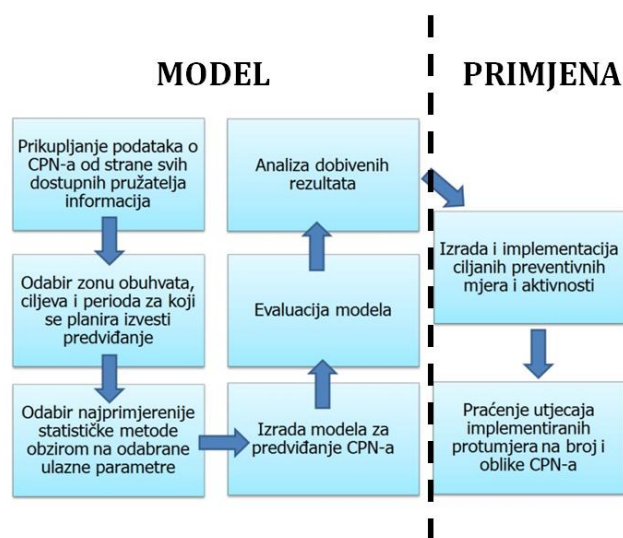 MODEL
PRIMJENA
Prikupljanje podataka o
CPN-a od strane svih
dostupnih pružatelja
informacija
Odabir zonu obuhvata,
ciljeva i perioda za koji
se planira izvesti
predviđanje
Odabir najprimjerenije
statističke metode
obzirom na odabrane
ulazne parametre
Izrada modela za
predviđanje CPN-a
Evaluacija modela
Analiza dobivenih
rezultata
Izrada i implementacija
ciljanih preventivnih
mjera i aktivnosti
Praćenje utjecaja
implementiranih
protumjera na broj i
oblike CPN-a